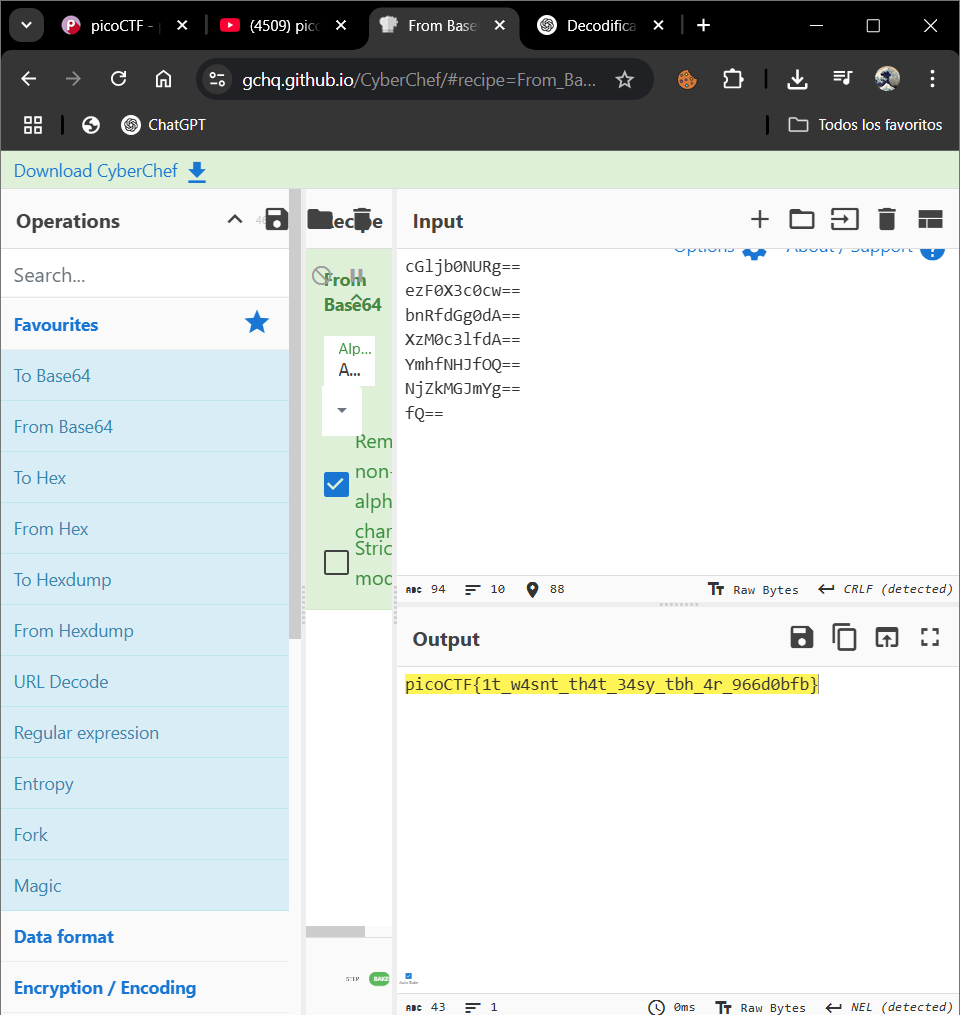 picoCTF -
(4509) pic
From Base
Decodifica
gchq.github.io/CyberChef/#recipe=From_Ba...
ChatGPT
Todos los favoritos
Download CyberChef
Operations
Recipe
Input
Options
About / Support
Search...
Favourites
To Base64
From Base64
To Hex
From Hex
To Hexdump
From Hexdump
URL Decode
Regular expression
Entropy
Fork
Magic
Data format
Encryption / Encoding
From
Base64
Alp...
A...
Rem
non-
alph
char
Stric
mod
STEP
BAKE
cGljb0NURg==
ezF0X3c0cw==
bnRfdGg0dA==
XzM0c3lfdA==
YmhfNHJfOQ==
NjZkMGJmYg==
fQ==
ABC 94 10 88 Raw Bytes CRLF (detected)
Output
picoCTF{1t_w4snt_th4t_34sy_tbh_4r_966d0bfb}
Auto Bake
ABC 43 1 0ms Raw Bytes NEL (detected)